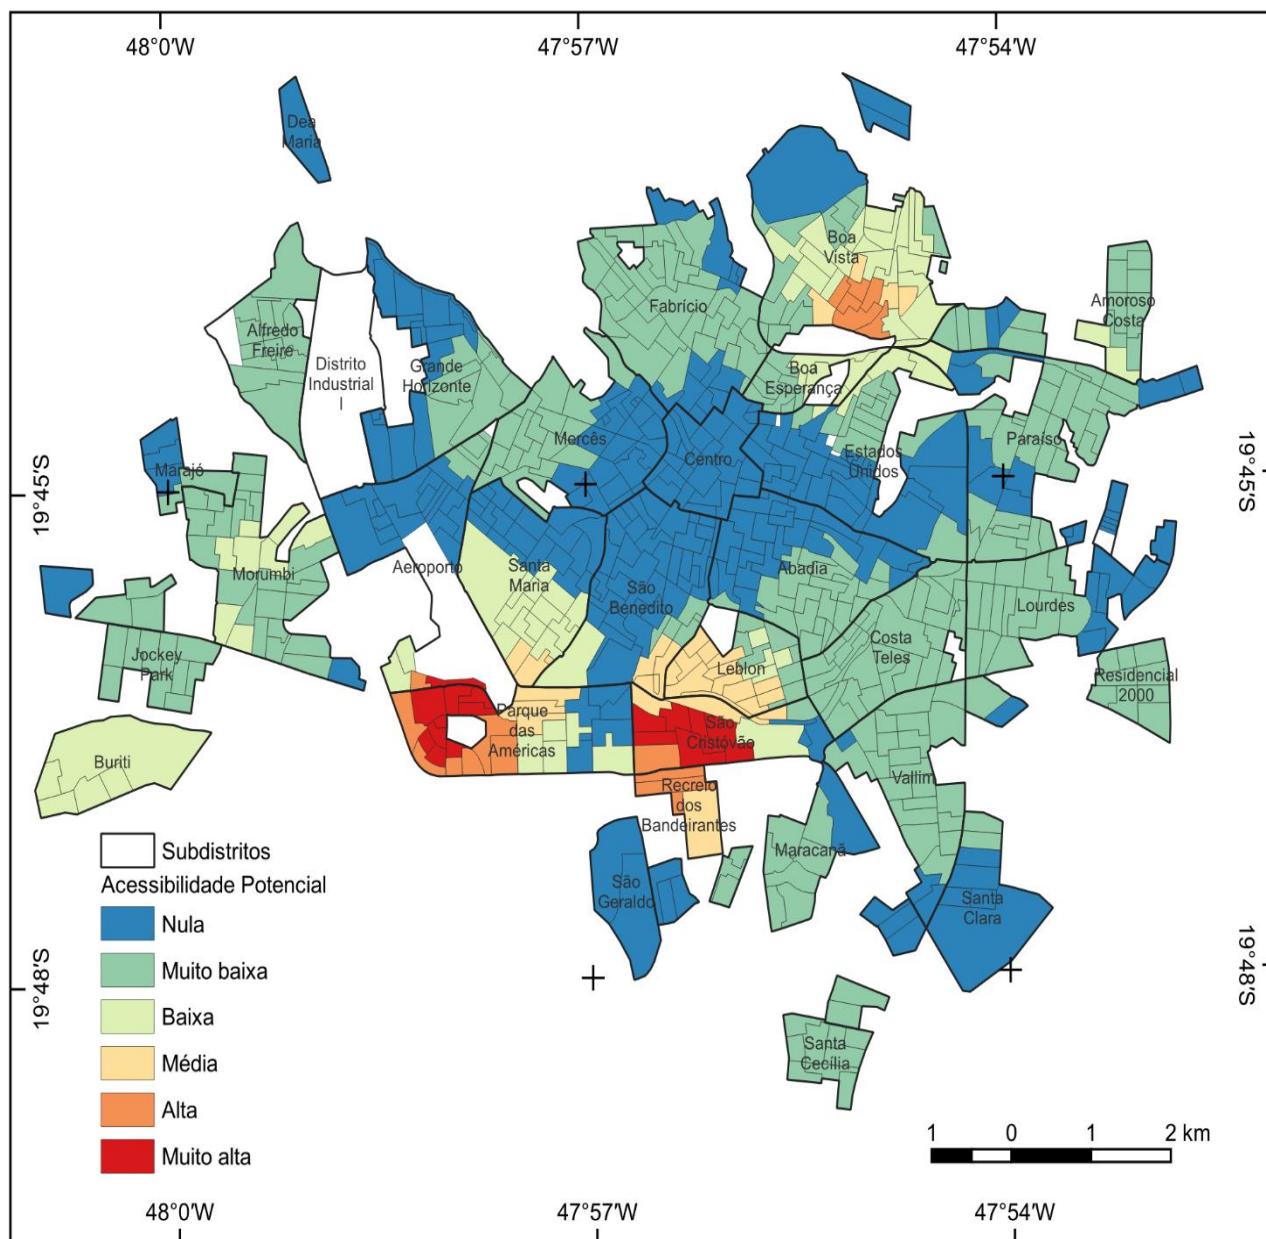 48°0'W
47°57'W
47°54'W
Dea
Maria
Boa
Vista
Fabrício
Amoroso
Costa
Alfredo
Freire
Distrito
Industrial
I
Grande
Horizonte
Boa
Esperança
Mercês
Centro
Estados
Unidos
Paraíso
Marajó
19°45'S
19°45'S
Morumbi
Aeroporto
Santa
Maria
São
Benedito
Abadia
Lourdes
Costa
Teles
Jockey
Park
Leblon
Residencial
2000
Parque
das
Américas
São
Cristóvão
Buriti
Vallim
Recreio
dos
Bandeirantes
Maracanã
São
Geraldo
Santa
Clara
19°48'S
19°48'S
Santa
Cecília
Subdistritos
Acessibilidade Potencial
Nula
Muito baixa
Baixa
Média
Alta
Muito alta
1 0 1 2 km
48°0'W
47°57'W
47°54'W